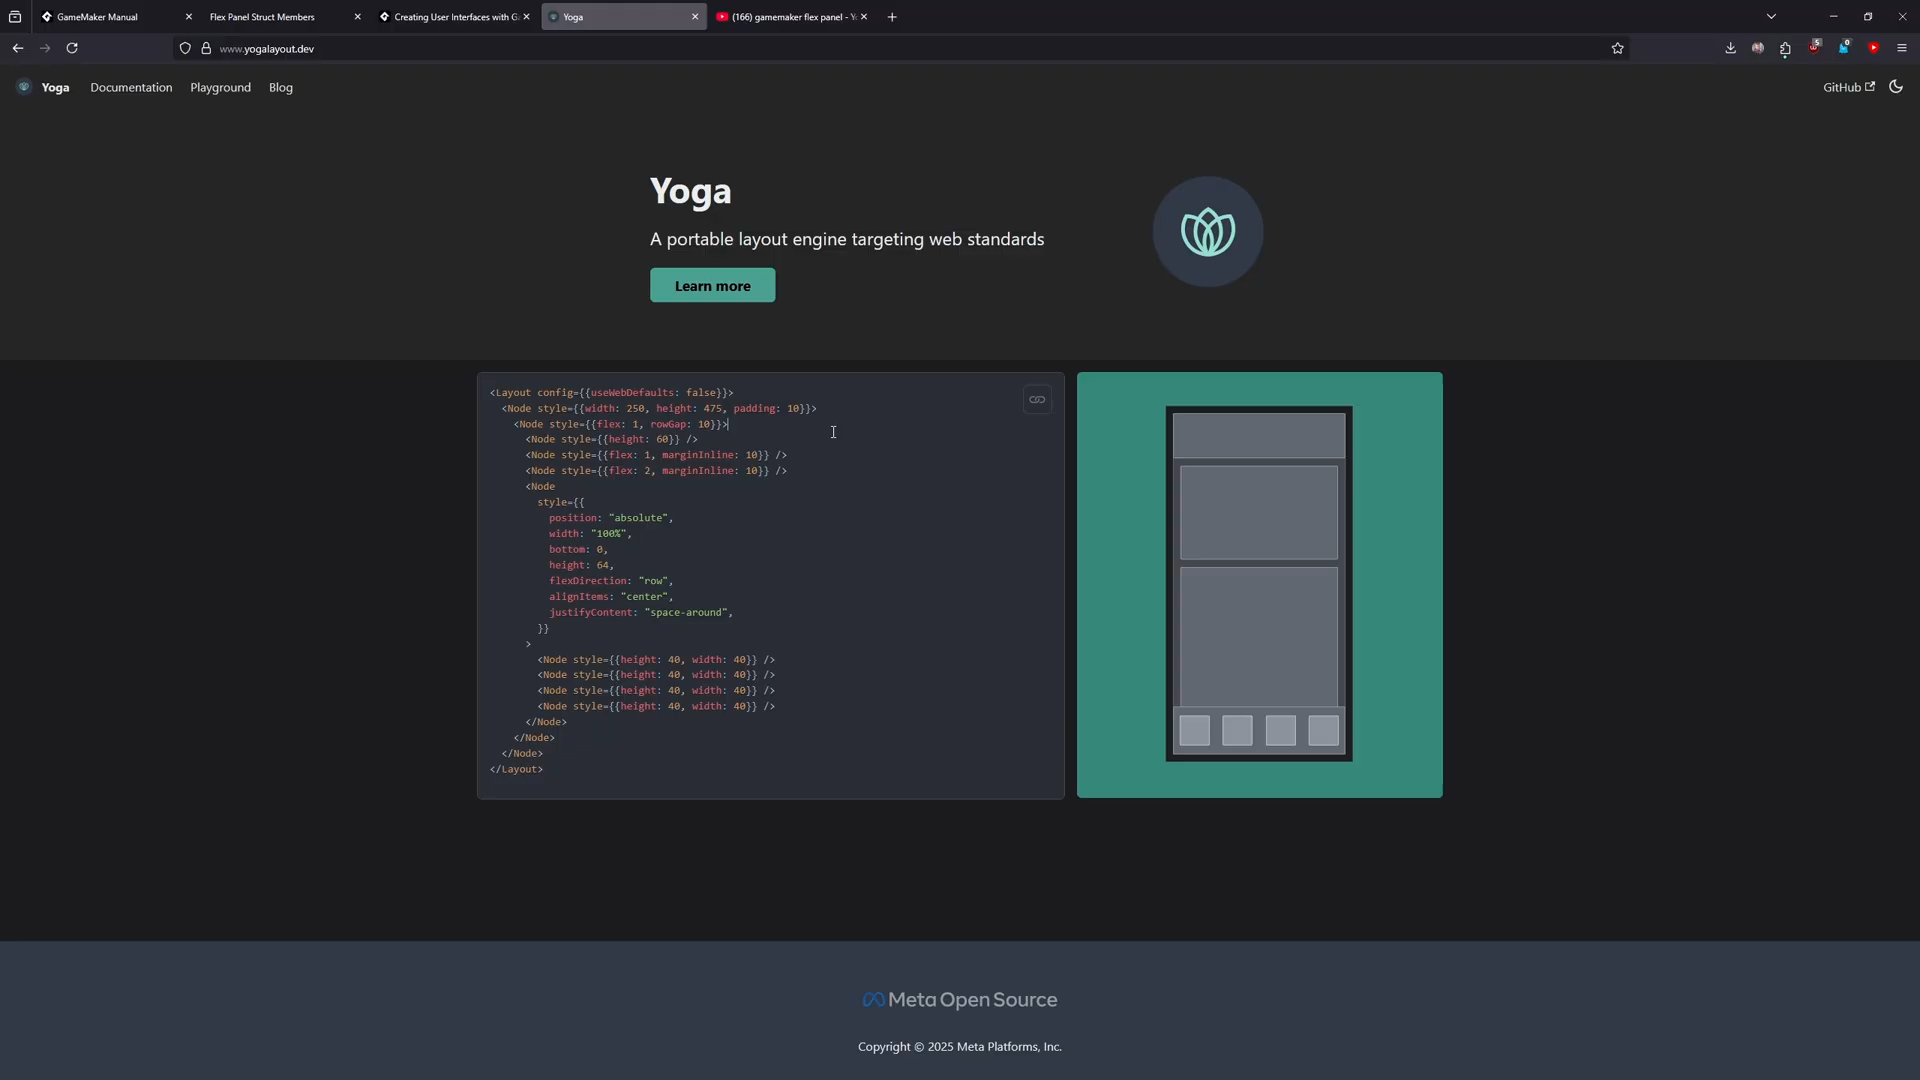 GameMaker Manual
Flex Panel Struct Members
Creating User Interfaces with Ga
Yoga
(166) gamemaker flex panel - Yo
www.yogalayout.dev
5
0
Yoga
Documentation
Playground
Blog
GitHub
Yoga
A portable layout engine targeting web standards
Learn more
<Layout config={{useWebDefaults: false}}>
<Node style={{width: 250, height: 475, padding: 10}}>
<Node style={{flex: 1, rowGap: 10}}>
<Node style={{height: 60}} />
<Node style={{flex: 1, marginInline: 10}} />
<Node style={{flex: 2, marginInline: 10}} />
<Node
style={{
position: "absolute",
width: "100%",
bottom: 0,
height: 64,
flexDirection: "row",
alignItems: "center",
justifyContent: "space-around",
}}
>
<Node style={{height: 40, width: 40}} />
<Node style={{height: 40, width: 40}} />
<Node style={{height: 40, width: 40}} />
<Node style={{height: 40, width: 40}} />
</Node>
</Node>
</Node>
</Layout>
Meta Open Source
Copyright © 2025 Meta Platforms, Inc.